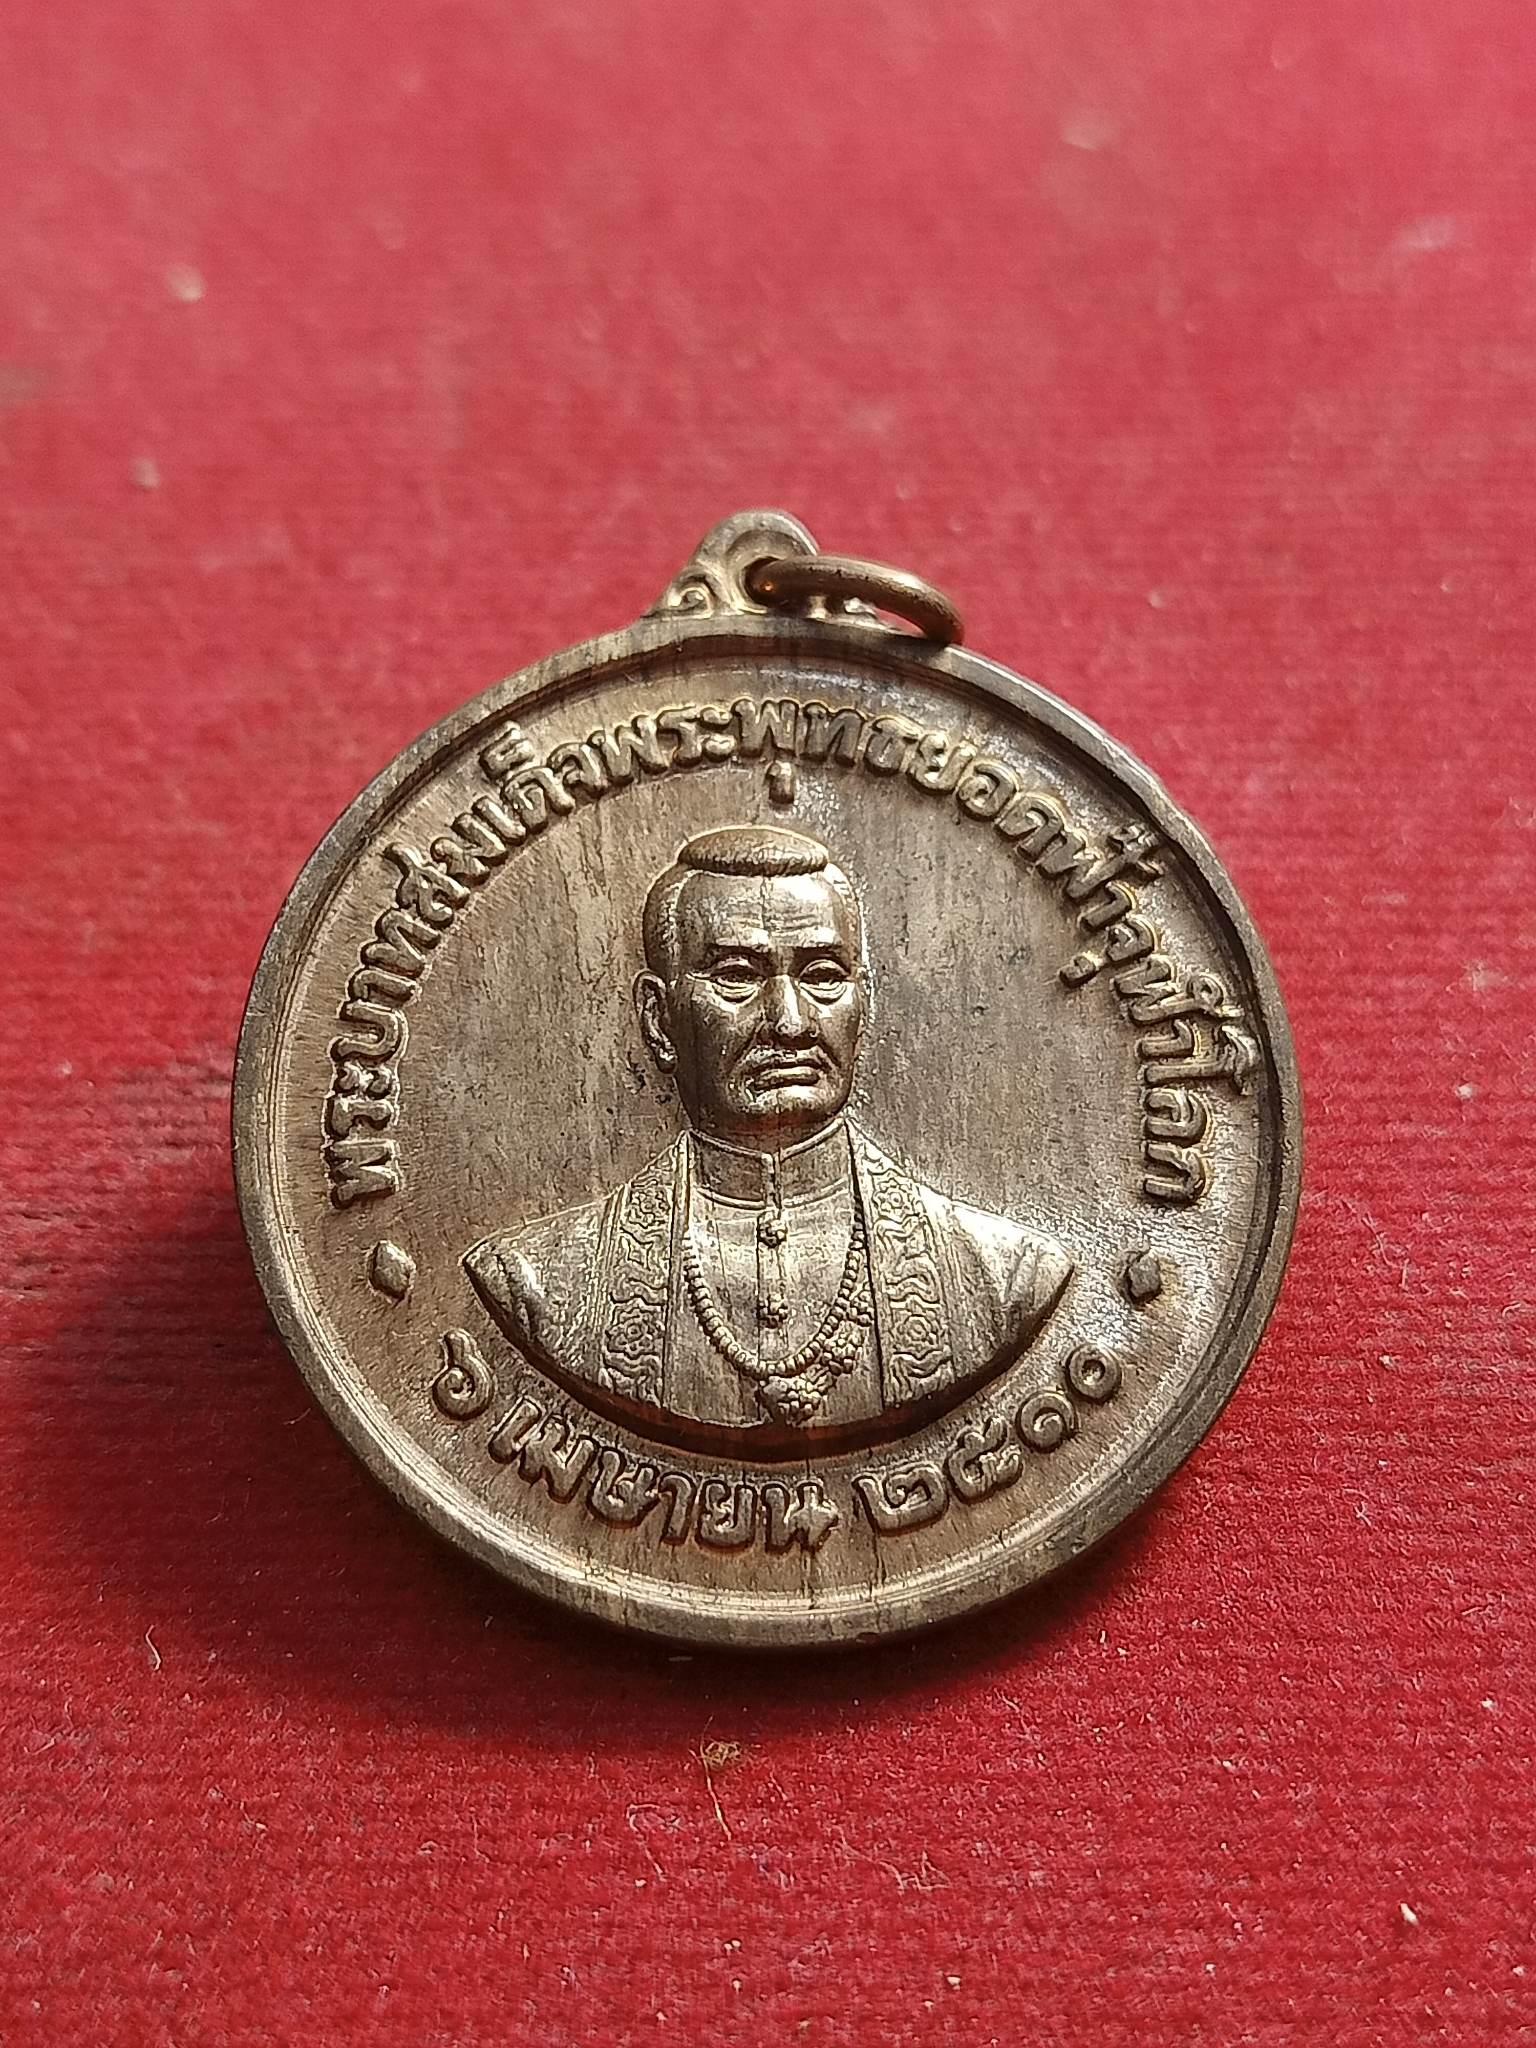 พระบาทสมเด็จพระพุทธยอดฟ้าจุฬาโลก
๖ เมษายน ๒๕๑๐